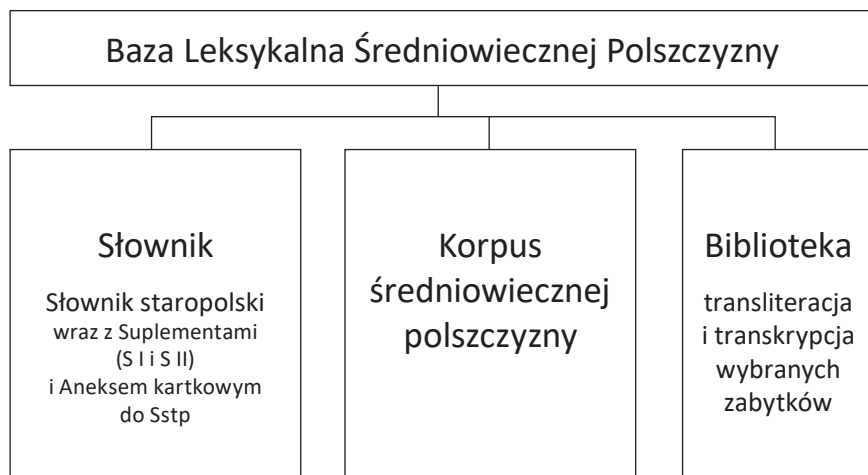 Baza Leksykalna Średniowiecznej Polszczyzny
Słownik
Słownik staropolski
wraz z Suplementami
(S I i S II)
i Aneksem kartkowym
do Sstp
Korpus
średniowiecznej
polszczyzny
Biblioteka
transliteracja
i transkrypcja
wybranych
zabytków